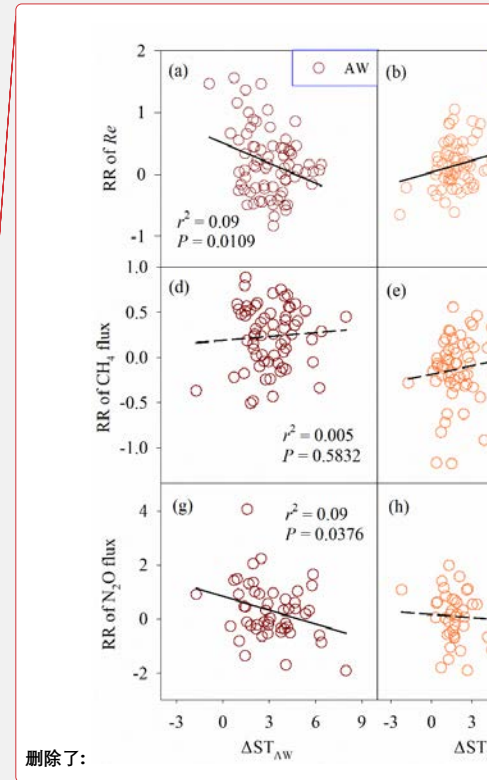 2
(a)
AW
(b)
1
RR of Re
0
r² = 0.09
P = 0.0109
-1
1.0
(d)
(e)
0.5
RR of CH₄ flux
0.0
-0.5
r² = 0.005
P = 0.5832
-1.0
(g)
(h)
4
r² = 0.09
P = 0.0376
2
RR of N₂O flux
0
-2
-3 0 3 6 9 -3 0 3
ΔST_AW
ΔST
删除了: